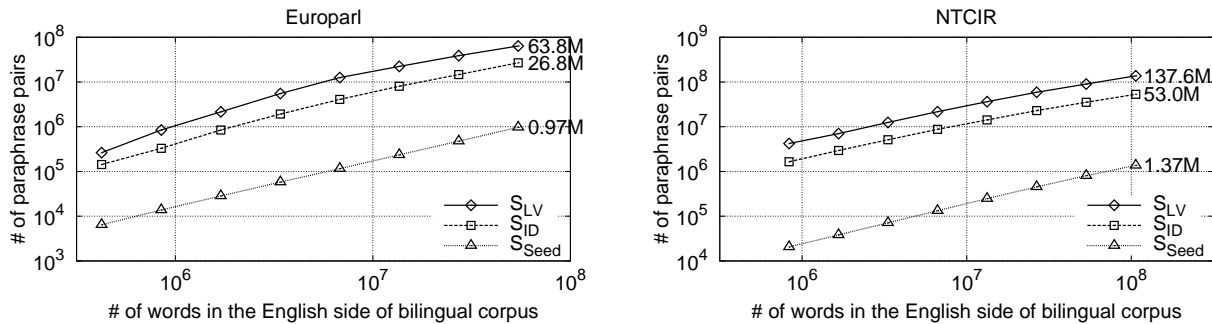 Europarl
# of paraphrase pairs
10^8
10^7
10^6
10^5
10^4
10^3
63.8M
26.8M
0.97M
S_LV
S_ID
S_Seed
10^6 10^7 10^8
# of words in the English side of bilingual corpus
NTCIR
# of paraphrase pairs
10^9
10^8
10^7
10^6
10^5
10^4
137.6M
53.0M
1.37M
S_LV
S_ID
S_Seed
10^6 10^7 10^8
# of words in the English side of bilingual corpus